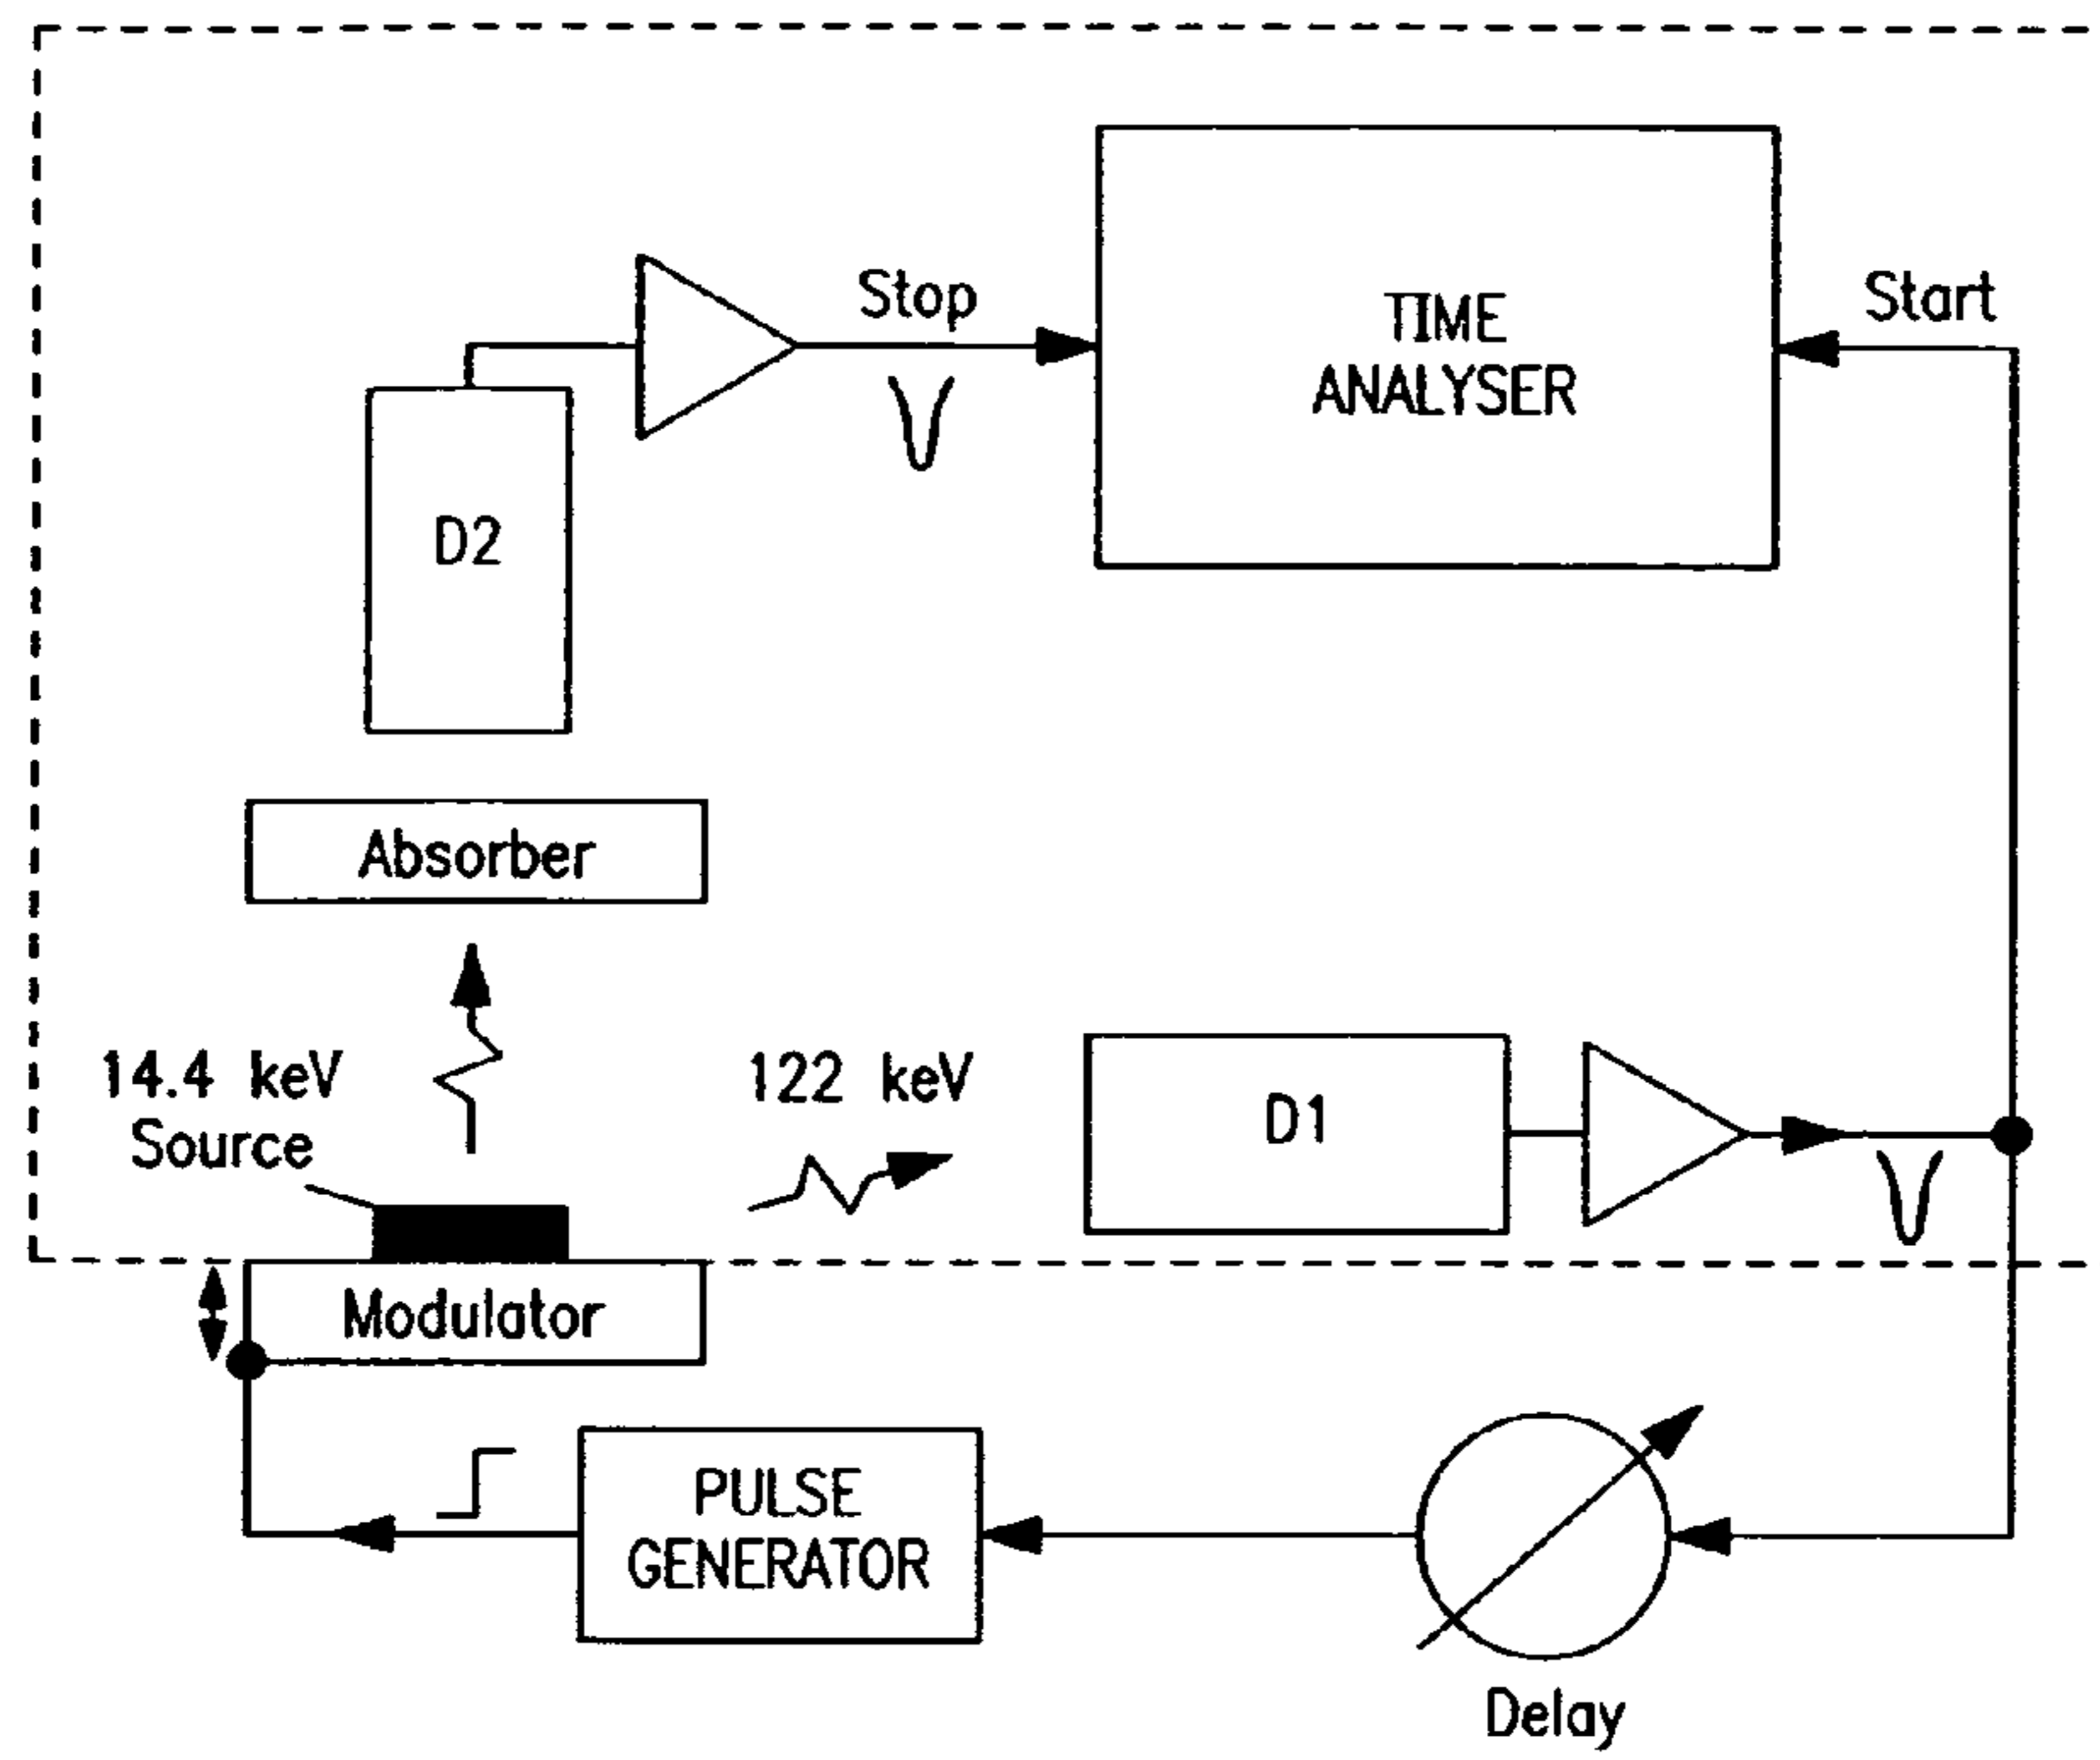 Stop
TIME
ANALYSER
Start
D2
Absorber
14.4 keV
Source
122 keV
D1
Modulator
PULSE
GENERATOR
Delay